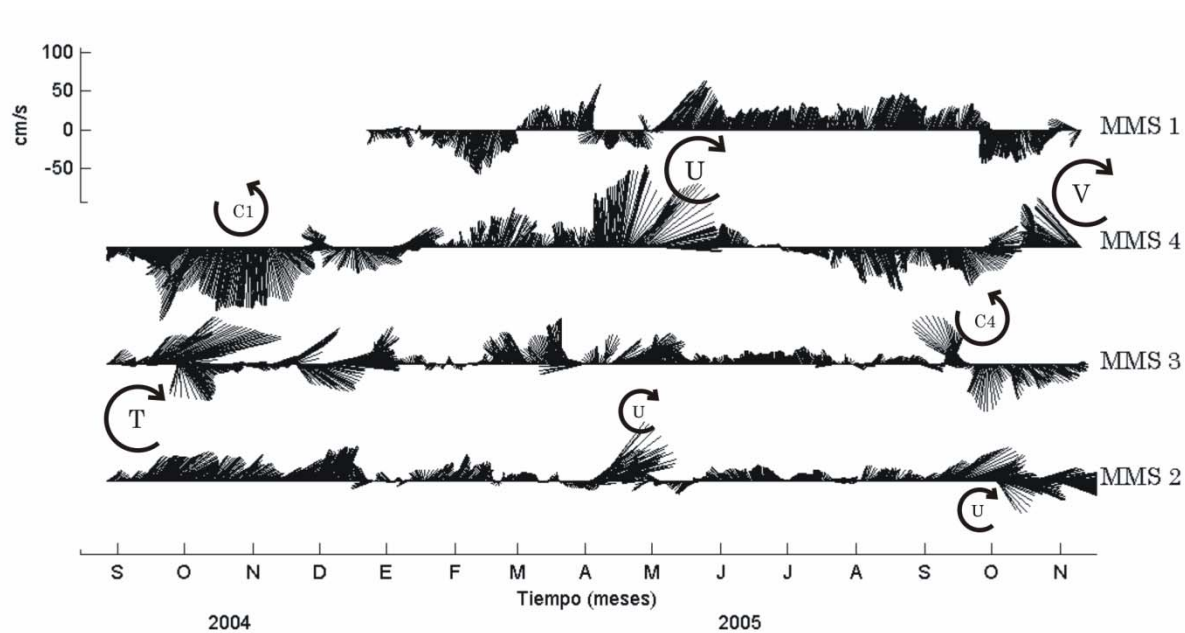 100
50
0
-50
cm/s
MMS 1
U
V
C1
MMS 4
C4
MMS 3
T
U
MMS 2
U
S O N D E F M A M J J A S O N
Tiempo (meses)
2004 2005